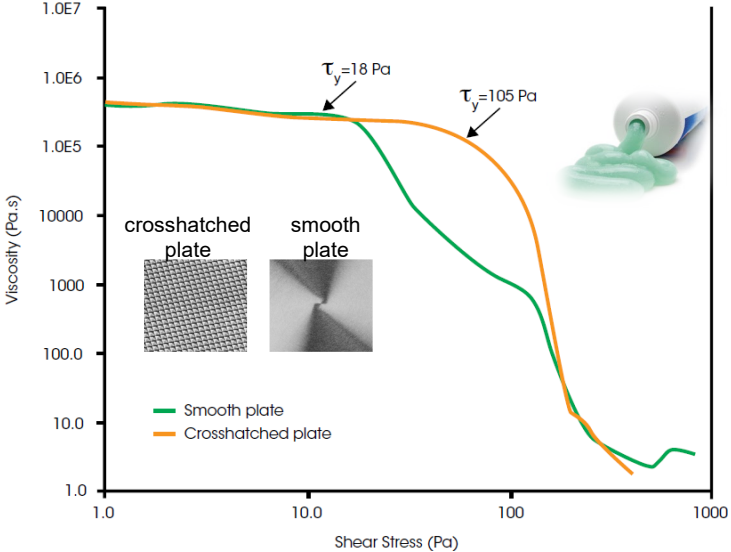 1.0E7
1.0E6
1.0E5
10000
1000
100.0
10.0
1.0
Viscosity (Pa.s)
τy=18 Pa
τy=105 Pa
crosshatched
plate
smooth
plate
Smooth plate
Crosshatched plate
1.0
10.0
100
1000
Shear Stress (Pa)